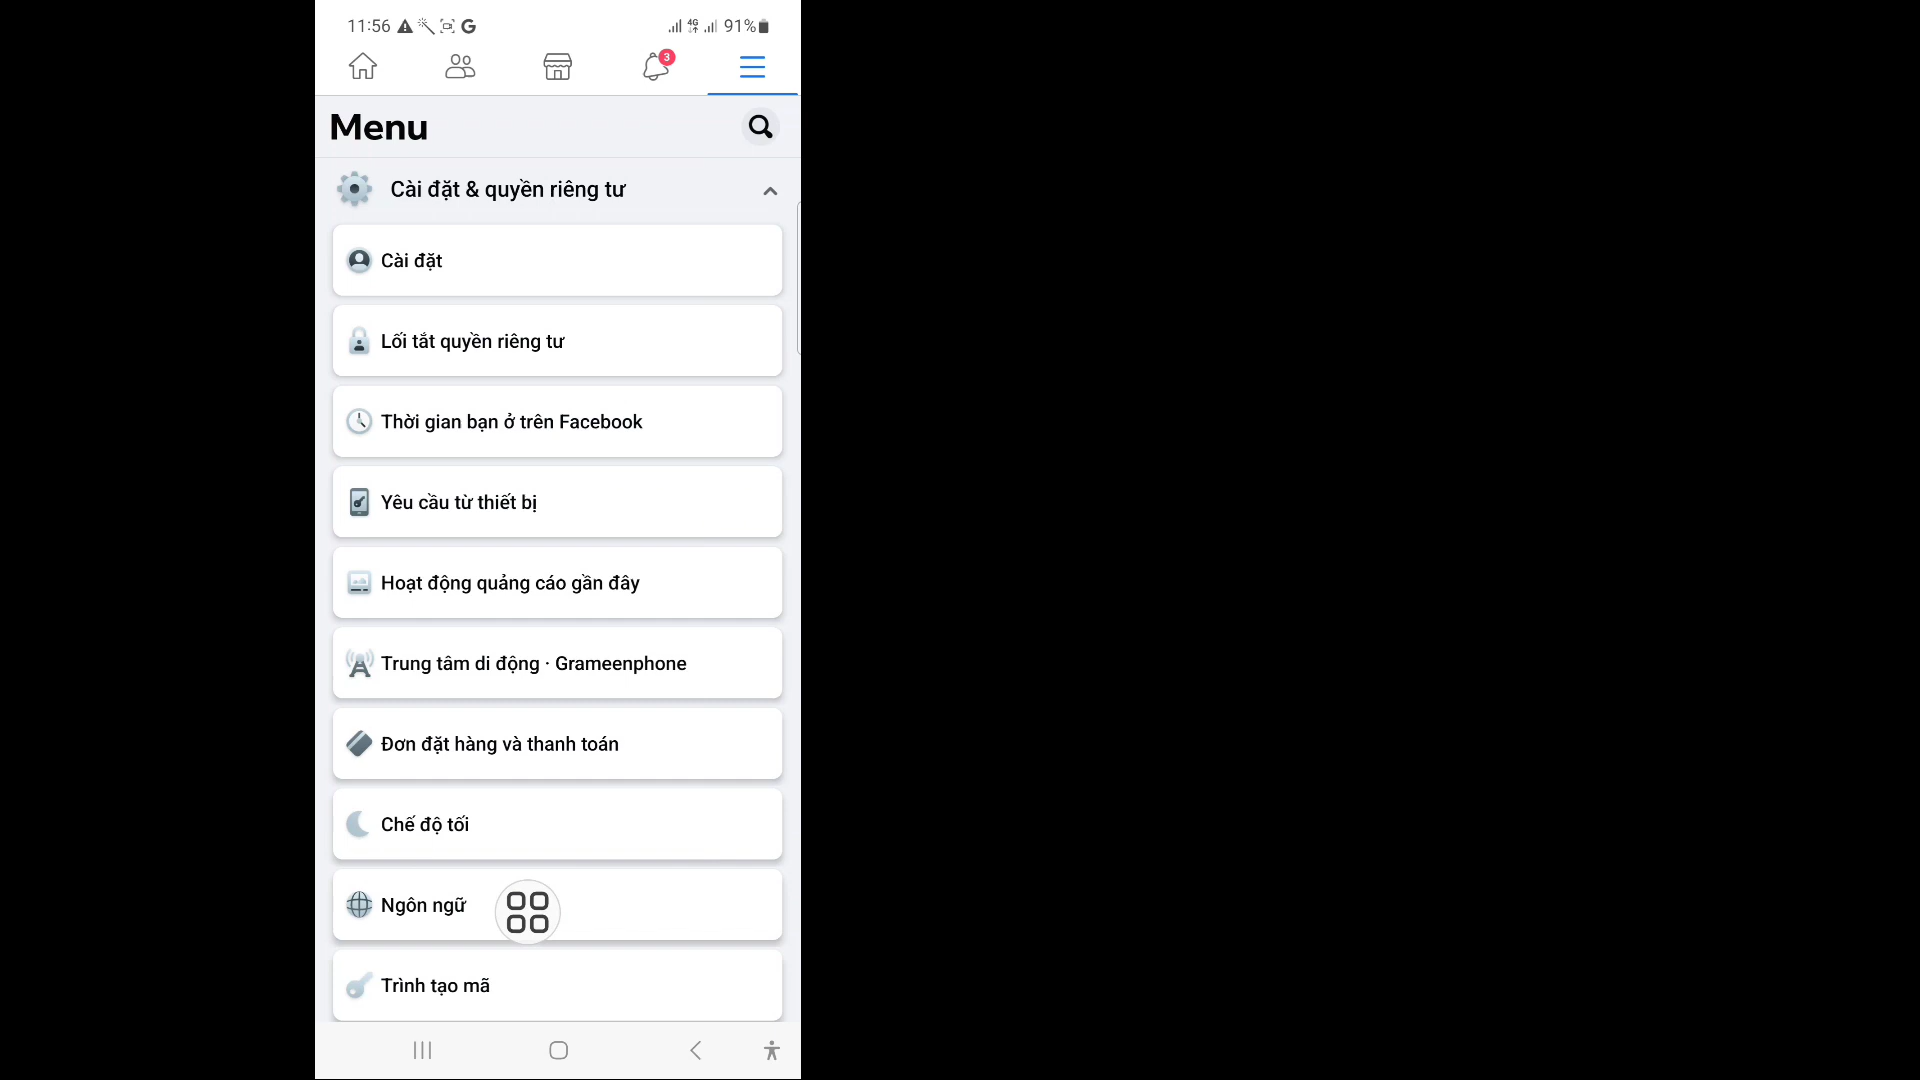 11:56
4G
91%
3
Menu
Cài đặt & quyền riêng tư
Cài đặt
Lối tắt quyền riêng tư
Thời gian bạn ở trên Facebook
Yêu cầu từ thiết bị
Hoạt động quảng cáo gần đây
Trung tâm di động · Grameenphone
Đơn đặt hàng và thanh toán
Chế độ tối
Ngôn ngữ
Trình tạo mã